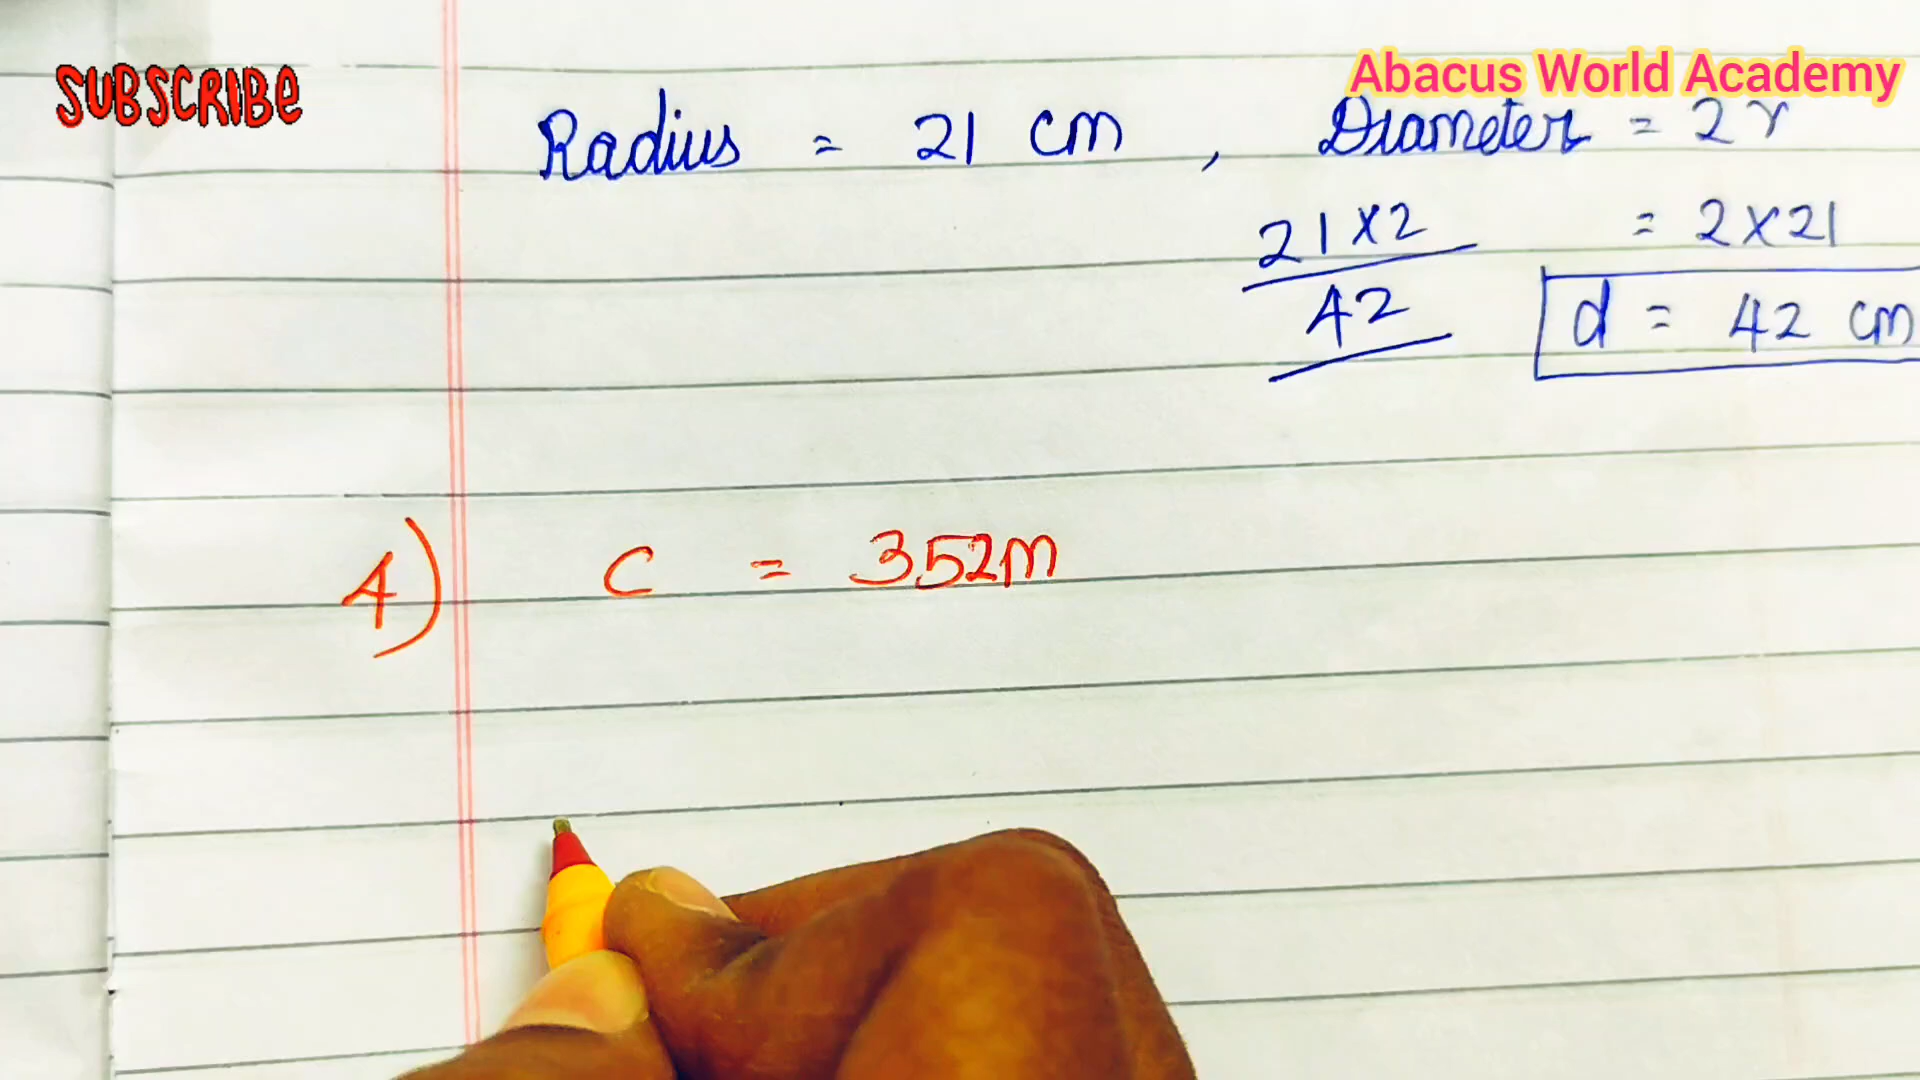 SUBSCRIBE
Abacus World Academy
Radius = 21 cm , Diameter = 2r
21x2 = 2x21
42 d = 42 cm
4) C = 352m